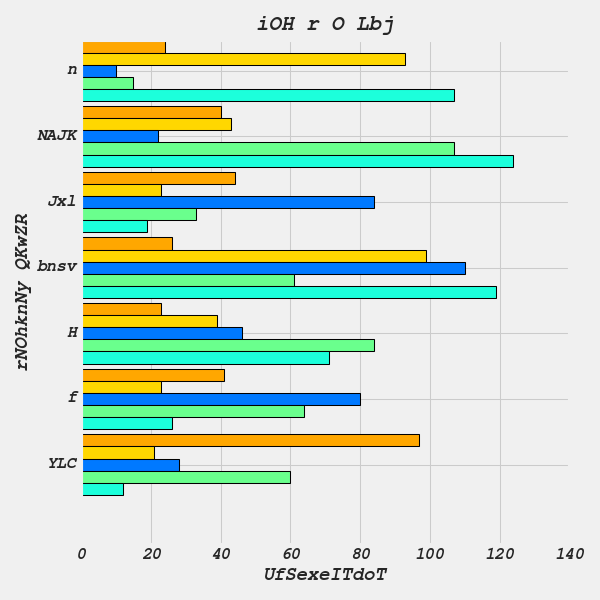 iOH r O Lbj
n
NAJK
Jxl
bnsv
H
f
YLC
rNOhknNy QKwZR
0 20 40 60 80 100 120 140
UfSexeITdoT